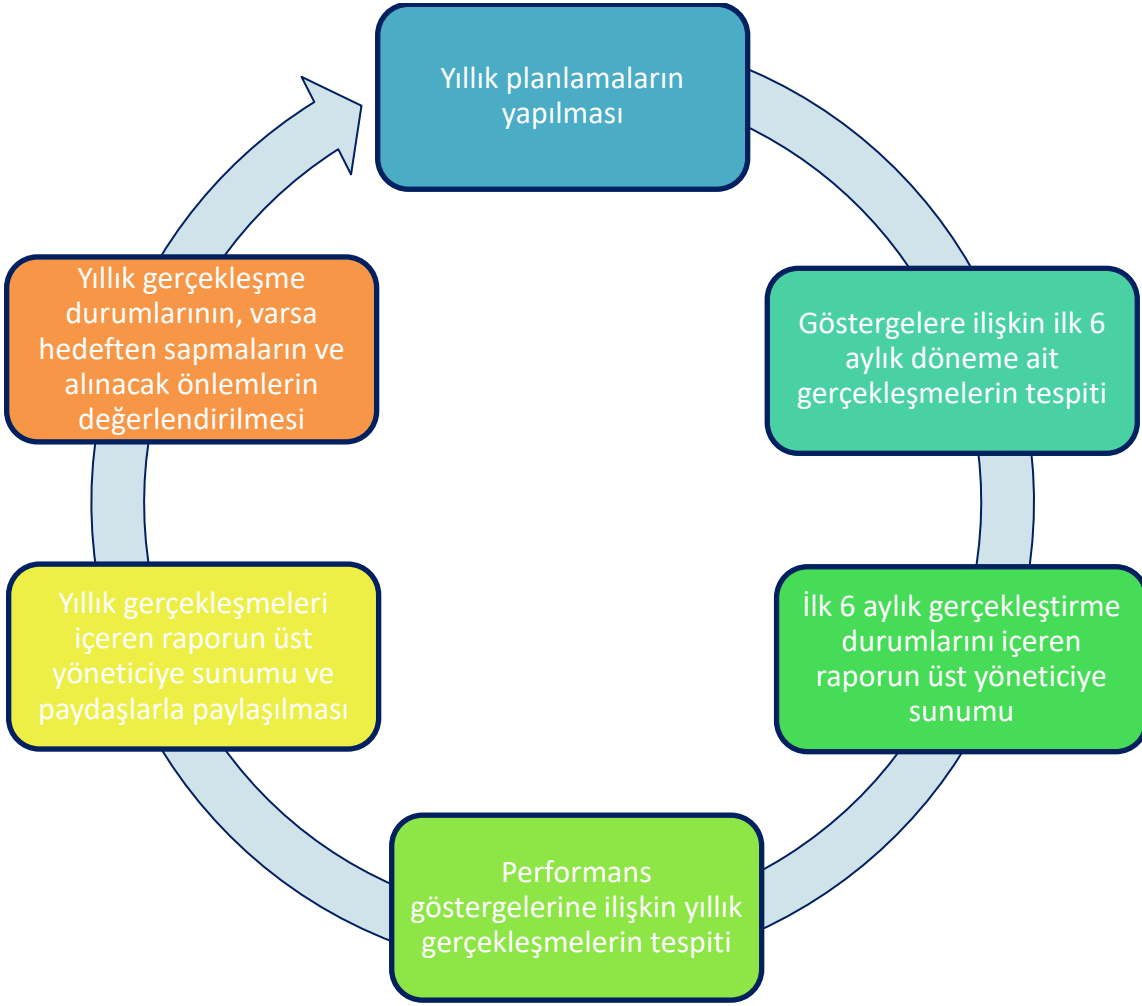 Yıllık planlamaların
yapılması
Göstergelere ilişkin ilk 6
aylık döneme ait
gerçekleşmelerin tespiti
İlk 6 aylık gerçekleştirme
durumlarını içeren
raporun üst yöneticiye
sunumu
Performans
göstergelerine ilişkin yıllık
gerçekleşmelerin tespiti
Yıllık gerçekleşmeleri
içeren raporun üst
yöneticiye sunumu ve
paydaşlarla paylaşılması
Yıllık gerçekleşme
durumlarının, varsa
hedeften sapmaların ve
alınacak önlemlerin
değerlendirilmesi